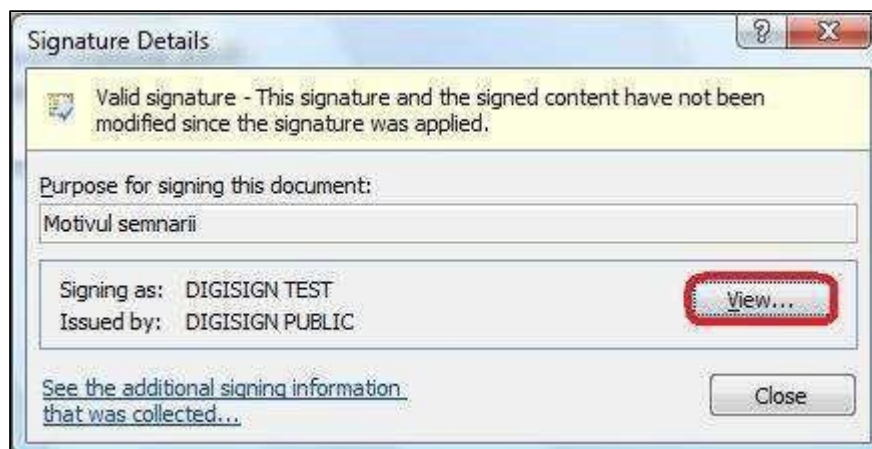 Signature Details
Valid signature - This signature and the signed content have not been
modified since the signature was applied.
Purpose for signing this document:
Motivul semnarii
Signing as: DIGISIGN TEST
View...
Issued by: DIGISIGN PUBLIC
See the additional signing information
that was collected...
Close